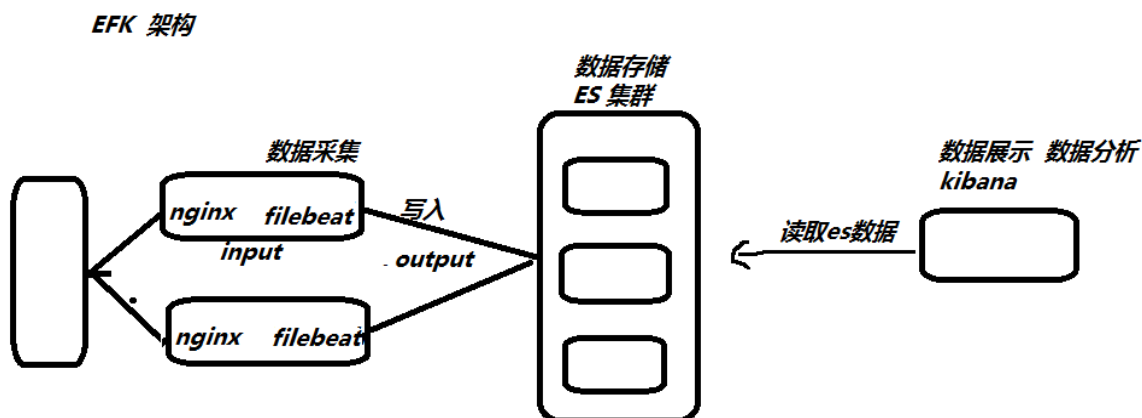 EFK 架构
数据存储
ES 集群
数据采集
nginx filebeat
input
写入
output
nginx filebeat
数据展示 数据分析
kibana
读取es数据